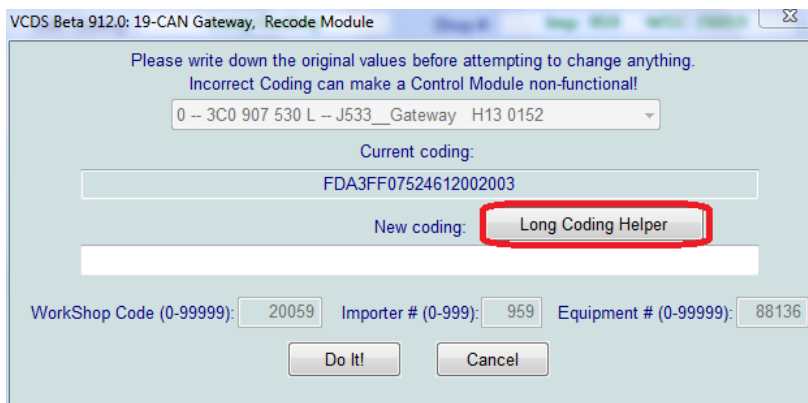 VCDS Beta 912.0: 19-CAN Gateway, Recode Module
Please write down the original values before attempting to change anything.
Incorrect Coding can make a Control Module non-functional!
0 -- 3C0 907 530 L -- J533__Gateway H13 0152
Current coding:
FDA3FF07524612002003
New coding: Long Coding Helper
WorkShop Code (0-99999): 20059 Importer # (0-999): 959 Equipment # (0-99999): 88136
Do It! Cancel